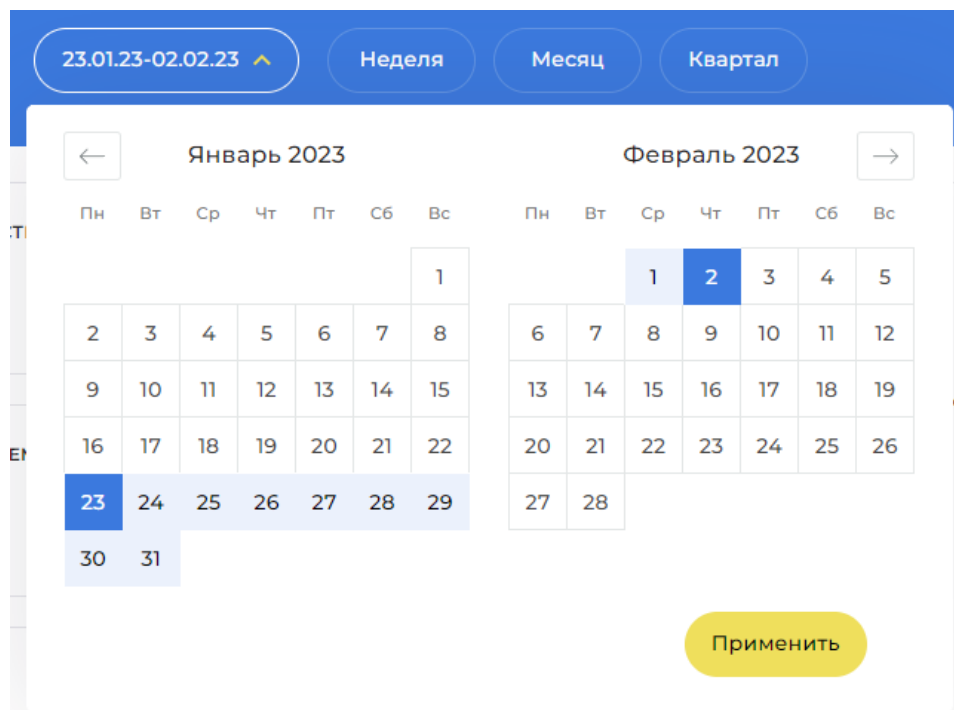 23.01.23-02.02.23 Неделя Месяц Квартал
Январь 2023 Февраль 2023
Пн Вт Ср Чт Пт Сб Вс Пн Вт Ср Чт Пт Сб Вс
1 1 2 3 4 5
2 3 4 5 6 7 8 6 7 8 9 10 11 12
9 10 11 12 13 14 15 13 14 15 16 17 18 19
16 17 18 19 20 21 22 20 21 22 23 24 25 26
23 24 25 26 27 28 29 27 28
30 31
Применить